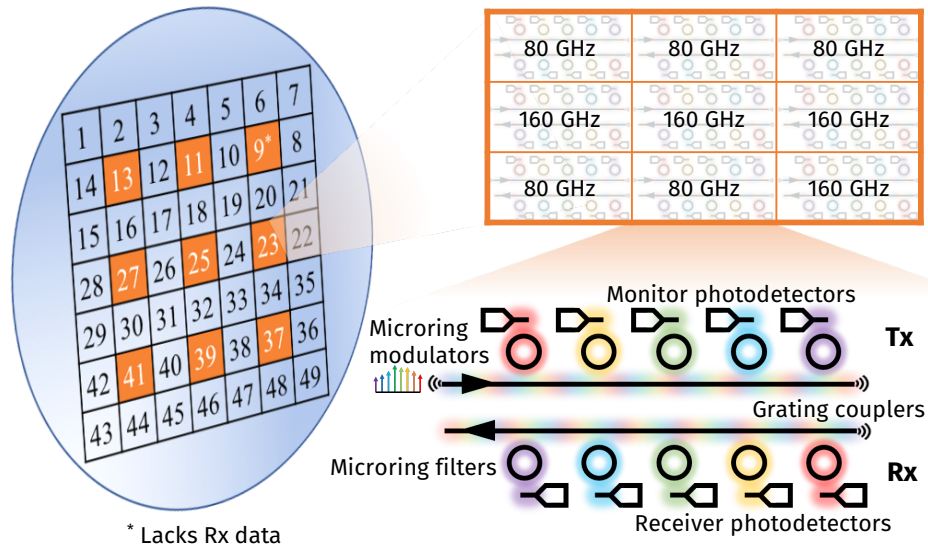 1 2 3 4 5 6 7
14 13 12 11 10 9* 8
15 16 17 18 19 20 21
28 27 26 25 24 23 22
29 30 31 32 33 34 35
42 41 40 39 38 37 36
43 44 45 46 47 48 49
* Lacks Rx data
80 GHz 80 GHz 80 GHz
160 GHz 160 GHz 160 GHz
80 GHz 80 GHz 160 GHz
Monitor photodetectors
Microring
modulators
Tx
Grating couplers
Microring filters
Rx
Receiver photodetectors